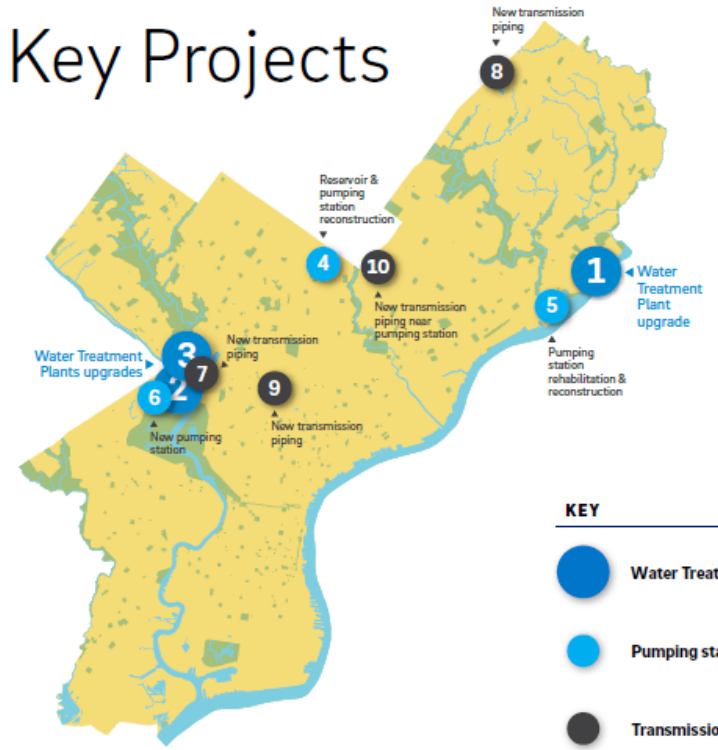 Key Projects
New transmission
piping
8
Reservoir &
pumping
station
reconstruction
4
10
New transmission
piping near
pumping station
1
Water
Treatment
Plant
upgrade
5
Pumping
station
rehabilitation &
reconstruction
Water Treatment
Plants upgrades
3
7
2
6
New transmission
piping
New pumping
station
9
New transmission
piping
KEY
Water Treat
Pumping sta
Transmissio